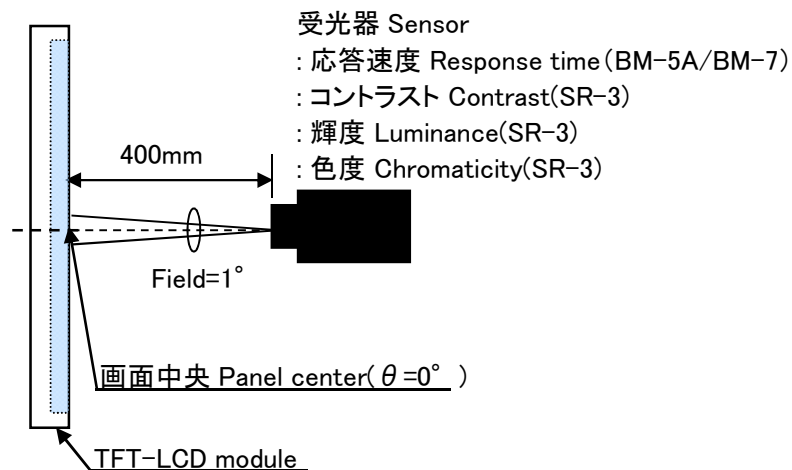 受光器 Sensor
: 応答速度 Response time(BM-5A/BM-7)
: コントラスト Contrast(SR-3)
: 輝度 Luminance(SR-3)
: 色度 Chromaticity(SR-3)
400mm
Field=1°
画面中央 Panel center(θ=0° )
TFT-LCD module